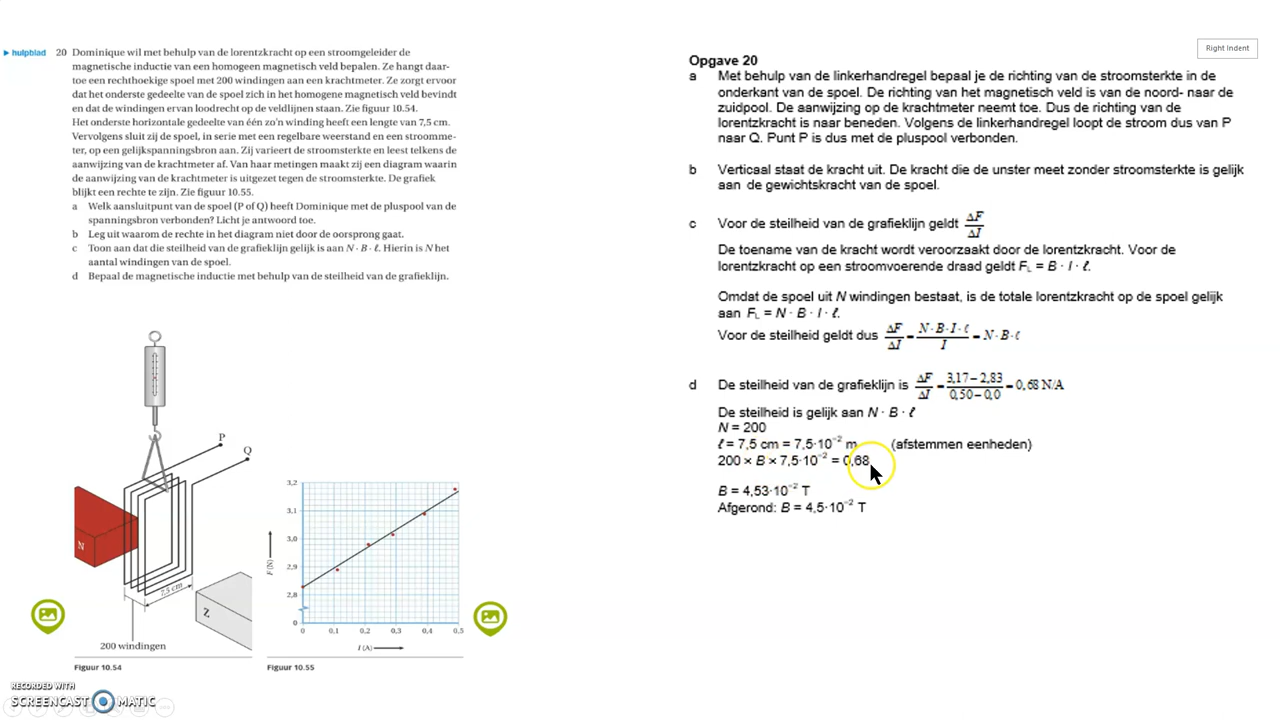 ► hulpblad
20 Dominique wil met behulp van de lorentzkracht op een stroomgeleider de
magnetische inductie van een homogeen magnetisch veld bepalen. Ze hangt daar-
toe een rechthoekige spoel met 200 windingen aan een krachtmeter. Ze zorgt ervoor
dat het onderste gedeelte van de spoel zich in het homogene magnetisch veld bevindt
en dat de windingen ervan loodrecht op de veldlijnen staan. Zie figuur 10.54.
Het onderste horizontale gedeelte van één zo'n winding heeft een lengte van 7,5 cm.
Vervolgens sluit zij de spoel, in serie met een regelbare weerstand en een stroomme-
ter, op een gelijkspanningsbron aan. Zij varieert de stroomsterkte en leest telkens de
aanwijzing van de krachtmeter af. Van haar metingen maakt zij een diagram waarin
de aanwijzing van de krachtmeter is uitgezet tegen de stroomsterkte. De grafiek
blijkt een rechte te zijn. Zie figuur 10.55.
a Welk aansluitpunt van de spoel (P of Q) heeft Dominique met de pluspool van de
spanningsbron verbonden? Licht je antwoord toe.
b Leg uit waarom de rechte in het diagram niet door de oorsprong gaat.
c Toon aan dat die steilheid van de grafieklijn gelijk is aan N · B · ℓ. Hierin is N het
aantal windingen van de spoel.
d Bepaal de magnetische inductie met behulp van de steilheid van de grafieklijn.
P
Q
N
Z
7,5 cm
200 windingen
Figuur 10.54
3,2
3,1
3,0
2,9
2,8
0
F(N)
0 0,1 0,2 0,3 0,4 0,5
I (A)
Figuur 10.55
RECORDED WITH
SCREENCAST MATIC
Right Indent
Opgave 20
a Met behulp van de linkerhandregel bepaal je de richting van de stroomsterkte in de
onderkant van de spoel. De richting van het magnetisch veld is van de noord- naar de
zuidpool. De aanwijzing op de krachtmeter neemt toe. Dus de richting van de
lorentzkracht is naar beneden. Volgens de linkerhandregel loopt de stroom dus van P
naar Q. Punt P is dus met de pluspool verbonden.
b Verticaal staat de kracht uit. De kracht die de unster meet zonder stroomsterkte is gelijk
aan de gewichtskracht van de spoel.
c Voor de steilheid van de grafieklijn geldt ΔF/ΔI
De toename van de kracht wordt veroorzaakt door de lorentzkracht. Voor de
lorentzkracht op een stroomvoerende draad geldt F_L = B · I · ℓ.
Omdat de spoel uit N windingen bestaat, is de totale lorentzkracht op de spoel gelijk
aan F_L = N · B · I · ℓ.
Voor de steilheid geldt dus ΔF/ΔI = N·B·I·ℓ/I = N·B·ℓ
d De steilheid van de grafieklijn is ΔF/ΔI = 3,17−2,83/0,50−0,0 = 0,68 N/A
De steilheid is gelijk aan N · B · ℓ
N = 200
ℓ = 7,5 cm = 7,5·10⁻² m (afstemmen eenheden)
200 × B × 7,5·10⁻² = 0,68
B = 4,53·10⁻² T
Afgerond: B = 4,5·10⁻² T